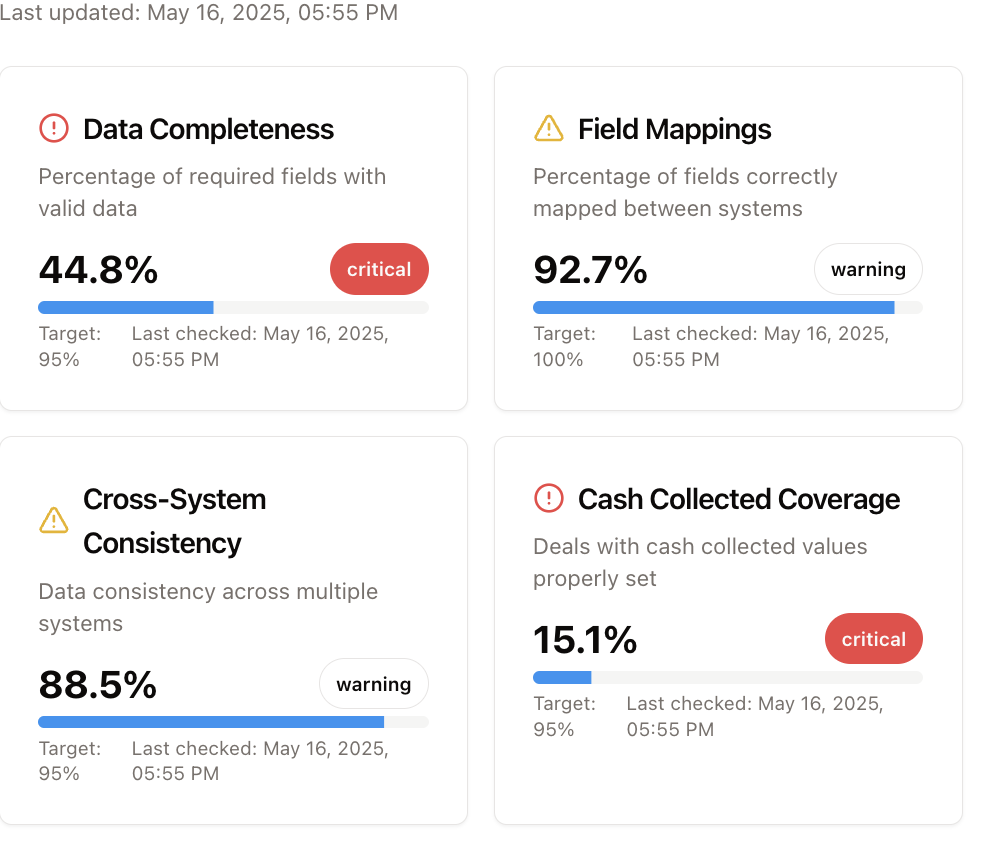 Last updated: May 16, 2025, 05:55 PM
Data Completeness
Percentage of required fields with
valid data
44.8%
critical
Target:
95%
Last checked: May 16, 2025,
05:55 PM
Field Mappings
Percentage of fields correctly
mapped between systems
92.7%
warning
Target:
100%
Last checked: May 16, 2025,
05:55 PM
Cross-System
Consistency
Data consistency across multiple
systems
88.5%
warning
Target:
95%
Last checked: May 16, 2025,
05:55 PM
Cash Collected Coverage
Deals with cash collected values
properly set
15.1%
critical
Target:
95%
Last checked: May 16, 2025,
05:55 PM